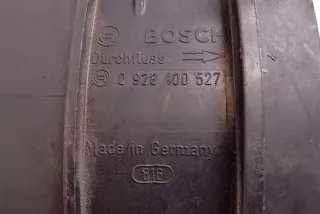 BOSCH
Durchfluss
0 928 400 527
Made in Germany
816